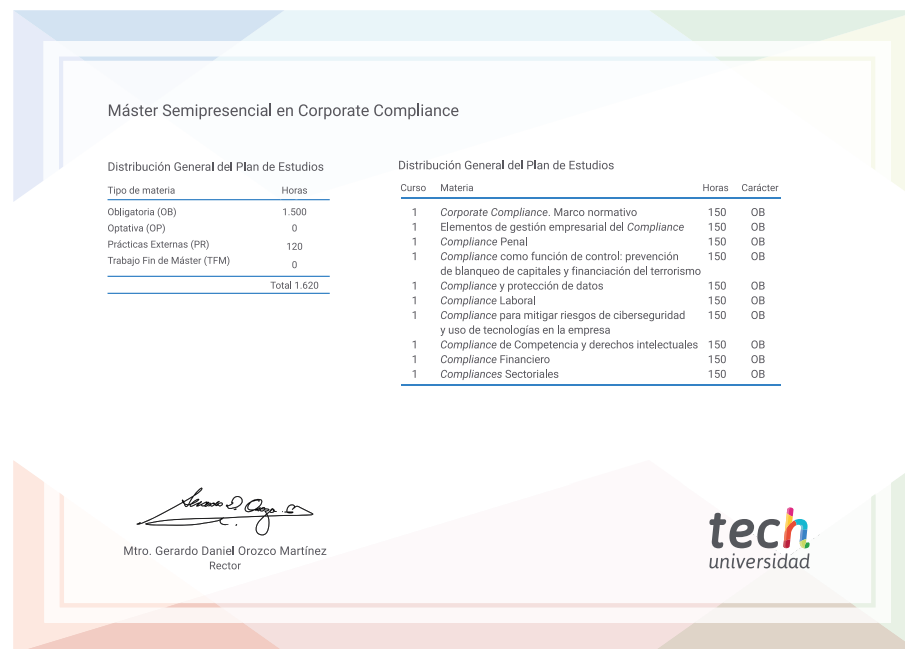 Máster Semipresencial en Corporate Compliance
Distribución General del Plan de Estudios
Tipo de materia Horas
Obligatoria (OB) 1.500
Optativa (OP) 0
Prácticas Externas (PR) 120
Trabajo Fin de Máster (TFM) 0
Total 1.620
Distribución General del Plan de Estudios
Curso Materia Horas Carácter
1 Corporate Compliance. Marco normativo 150 OB
1 Elementos de gestión empresarial del Compliance 150 OB
1 Compliance Penal 150 OB
1 Compliance como función de control: prevención 150 OB
de blanqueo de capitales y financiación del terrorismo
1 Compliance y protección de datos 150 OB
1 Compliance Laboral 150 OB
1 Compliance para mitigar riesgos de ciberseguridad 150 OB
y uso de tecnologías en la empresa
1 Compliance de Competencia y derechos intelectuales 150 OB
1 Compliance Financiero 150 OB
1 Compliances Sectoriales 150 OB
Mtro. Gerardo Daniel Orozco Martínez
Rector
tech
universidad